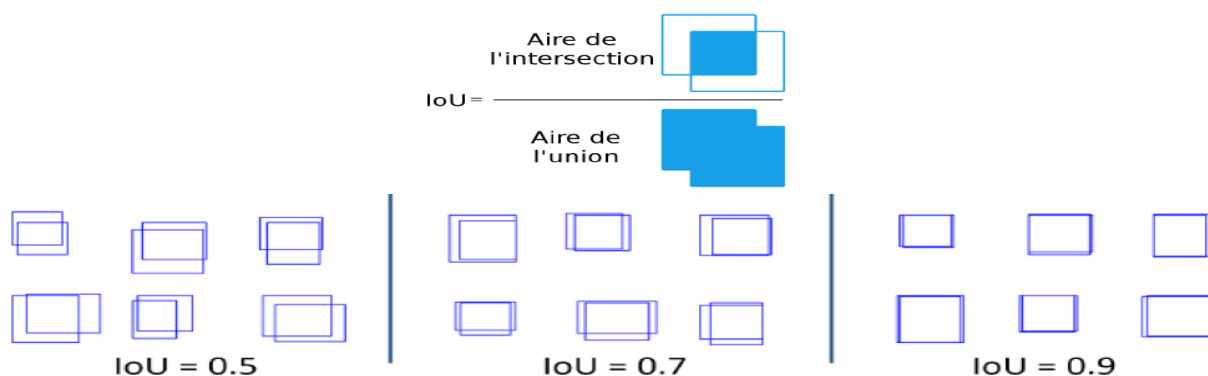 Aire de
l'intersection
IoU=
Aire de
l'union
IoU = 0.5
IoU = 0.7
IoU = 0.9